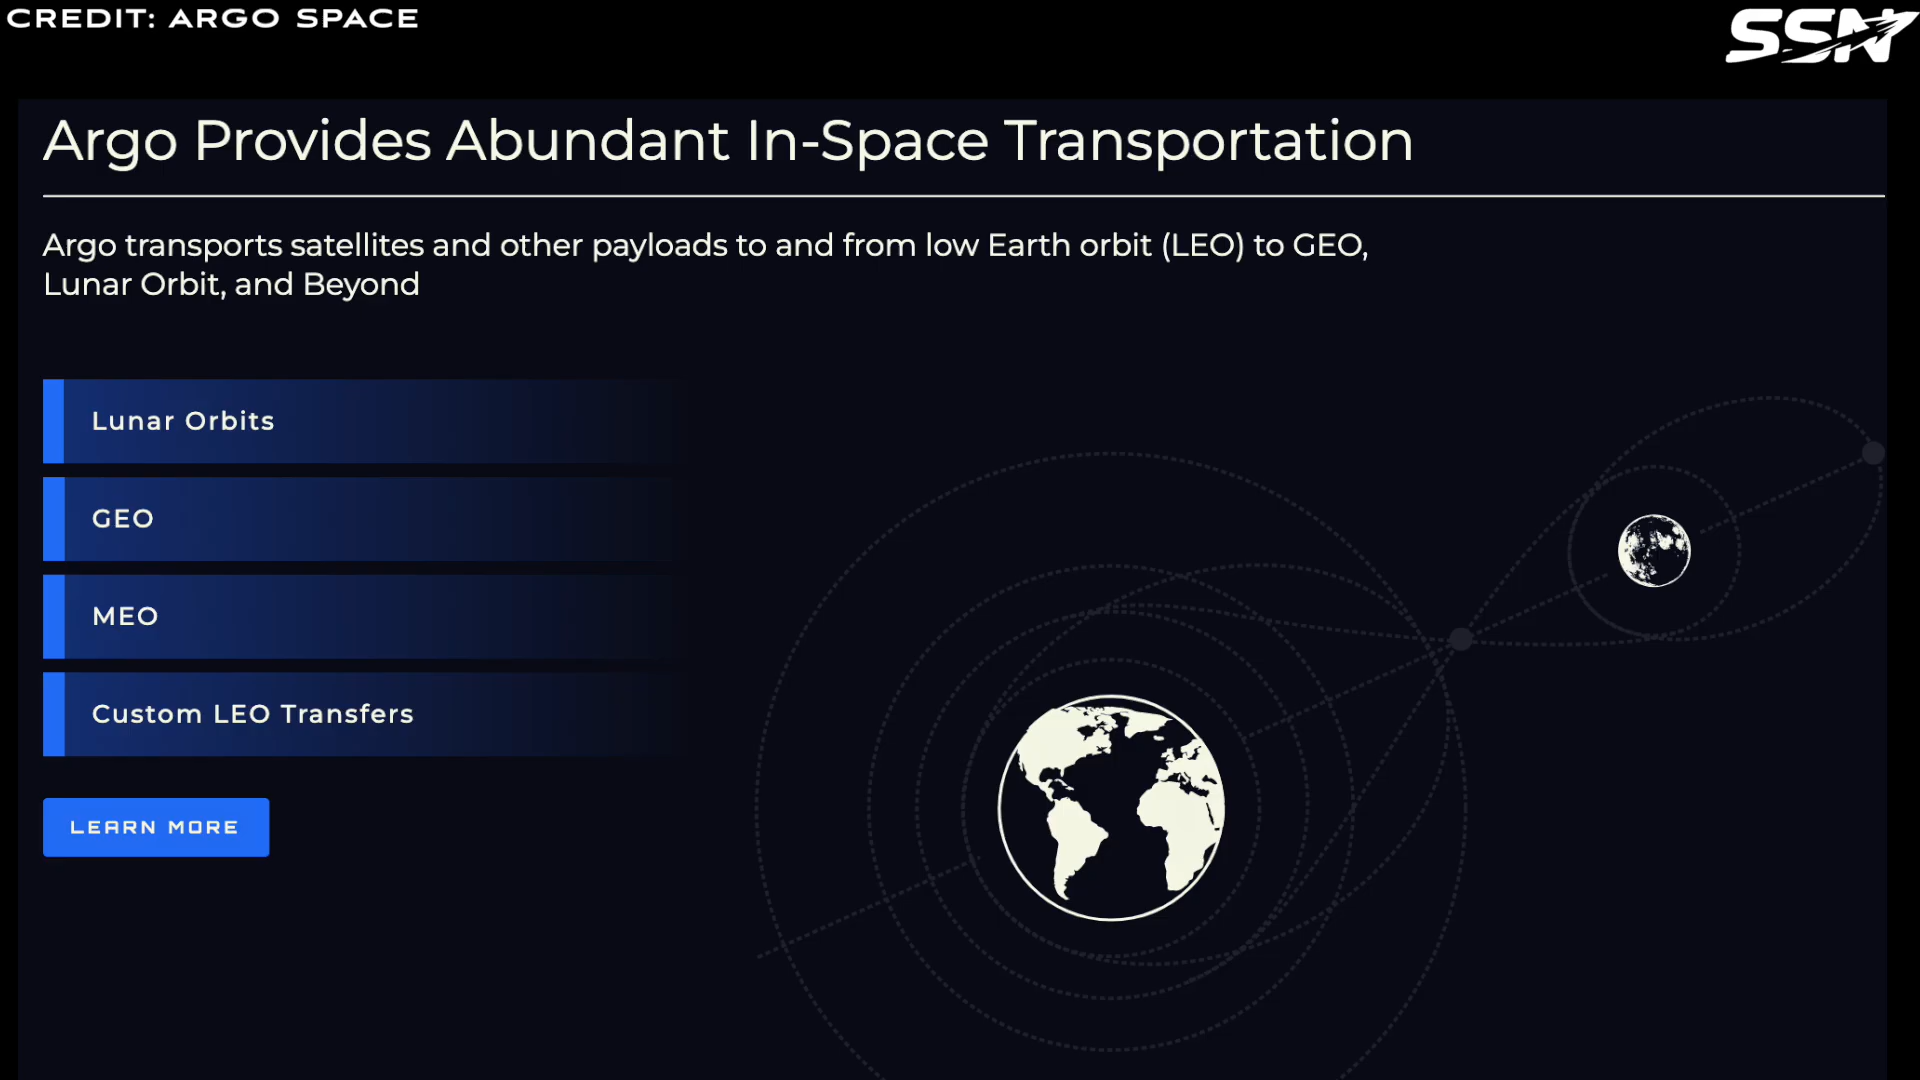 CREDIT: ARGO SPACE
SSN
Argo Provides Abundant In-Space Transportation
Argo transports satellites and other payloads to and from low Earth orbit (LEO) to GEO,
Lunar Orbit, and Beyond
Lunar Orbits
GEO
MEO
Custom LEO Transfers
LEARN MORE